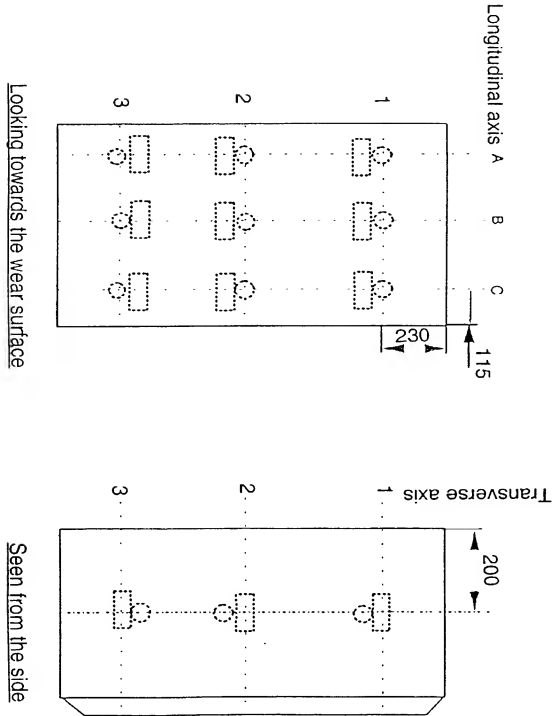 Longitudinal axis A B C
1
2
3
230
115
Looking towards the wear surface
Transverse axis
1
2
3
200
Seen from the side